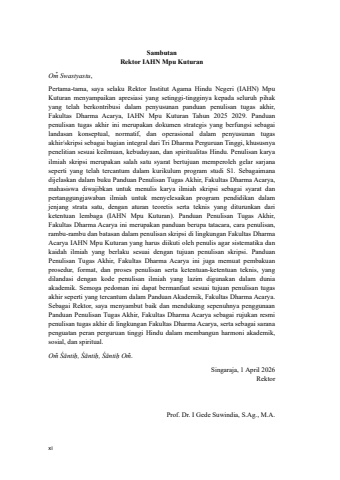 Sambutan
Rektor IAHN Mpu Kuturan
Oṁ Swastyastu,
Pertama-tama, saya selaku Rektor Institut Agama Hindu Negeri (IAHN) Mpu
Kuturan menyampaikan apresiasi yang setinggi-tingginya kepada seluruh pihak
yang telah berkontribusi dalam penyusunan panduan penulisan tugas akhir,
Fakultas Dharma Acarya, IAHN Mpu Kuturan Tahun 2025 2029. Panduan
penulisan tugas akhir ini merupakan dokumen strategis yang berfungsi sebagai
landasan konseptual, normatif, dan operasional dalam penyusunan tugas
akhir/skripsi sebagai bagian integral dari Tri Dharma Perguruan Tinggi, khususnya
penelitian sesuai keilmuan, kebudayaan, dan spiritualitas Hindu. Penulisan karya
ilmiah skripsi merupakan salah satu syarat bertujuan memperoleh gelar sarjana
seperti yang telah tercantum dalam kurikulum program studi S1. Sebagaimana
dijelaskan dalam buku Panduan Penulisan Tugas Akhir, Fakultas Dharma Acarya,
mahasiswa diwajibkan untuk menulis karya ilmiah skripsi sebagai syarat dan
pertanggungjawaban ilmiah untuk menyelesaikan program pendidikan dalam
jenjang strata satu, dengan aturan teoretis serta teknis yang diturunkan dari
ketentuan lembaga (IAHN Mpu Kuturan). Panduan Penulisan Tugas Akhir,
Fakultas Dharma Acarya ini merupakan panduan berupa tatacara, cara penulisan,
rambu-rambu dan batasan dalam penulisan skripsi di lingkungan Fakultas Dharma
Acarya IAHN Mpu Kuturan yang harus diikuti oleh penulis agar sistematika dan
kaidah ilmiah yang berlaku sesuai dengan tujuan penulisan skripsi. Panduan
Penulisan Tugas Akhir, Fakultas Dharma Acarya ini juga memuat pembakuan
prosedur, format, dan proses penulisan serta ketentuan-ketentuan teknis, yang
dilandasi dengan kode penulisan ilmiah yang lazim digunakan dalam dunia
akademik. Semoga pedoman ini dapat bermanfaat sesuai tujuan penulisan tugas
akhir seperti yang tercantum dalam Panduan Akademik, Fakultas Dharma Acarya.
Sebagai Rektor, saya menyambut baik dan mendukung sepenuhnya penggunaan
Panduan Penulisan Tugas Akhir, Fakultas Dharma Acarya sebagai rujukan resmi
penulisan tugas akhir di lingkungan Fakultas Dharma Acarya, serta sebagai sarana
penguatan peran perguruan tinggi Hindu dalam membangun harmoni akademik,
sosial, dan spiritual.
Oṁ Śāntiḥ, Śāntiḥ, Śāntiḥ Oṁ.
Singaraja, 1 April 2026
Rektor
Prof. Dr. I Gede Suwindia, S.Ag., M.A.
xi